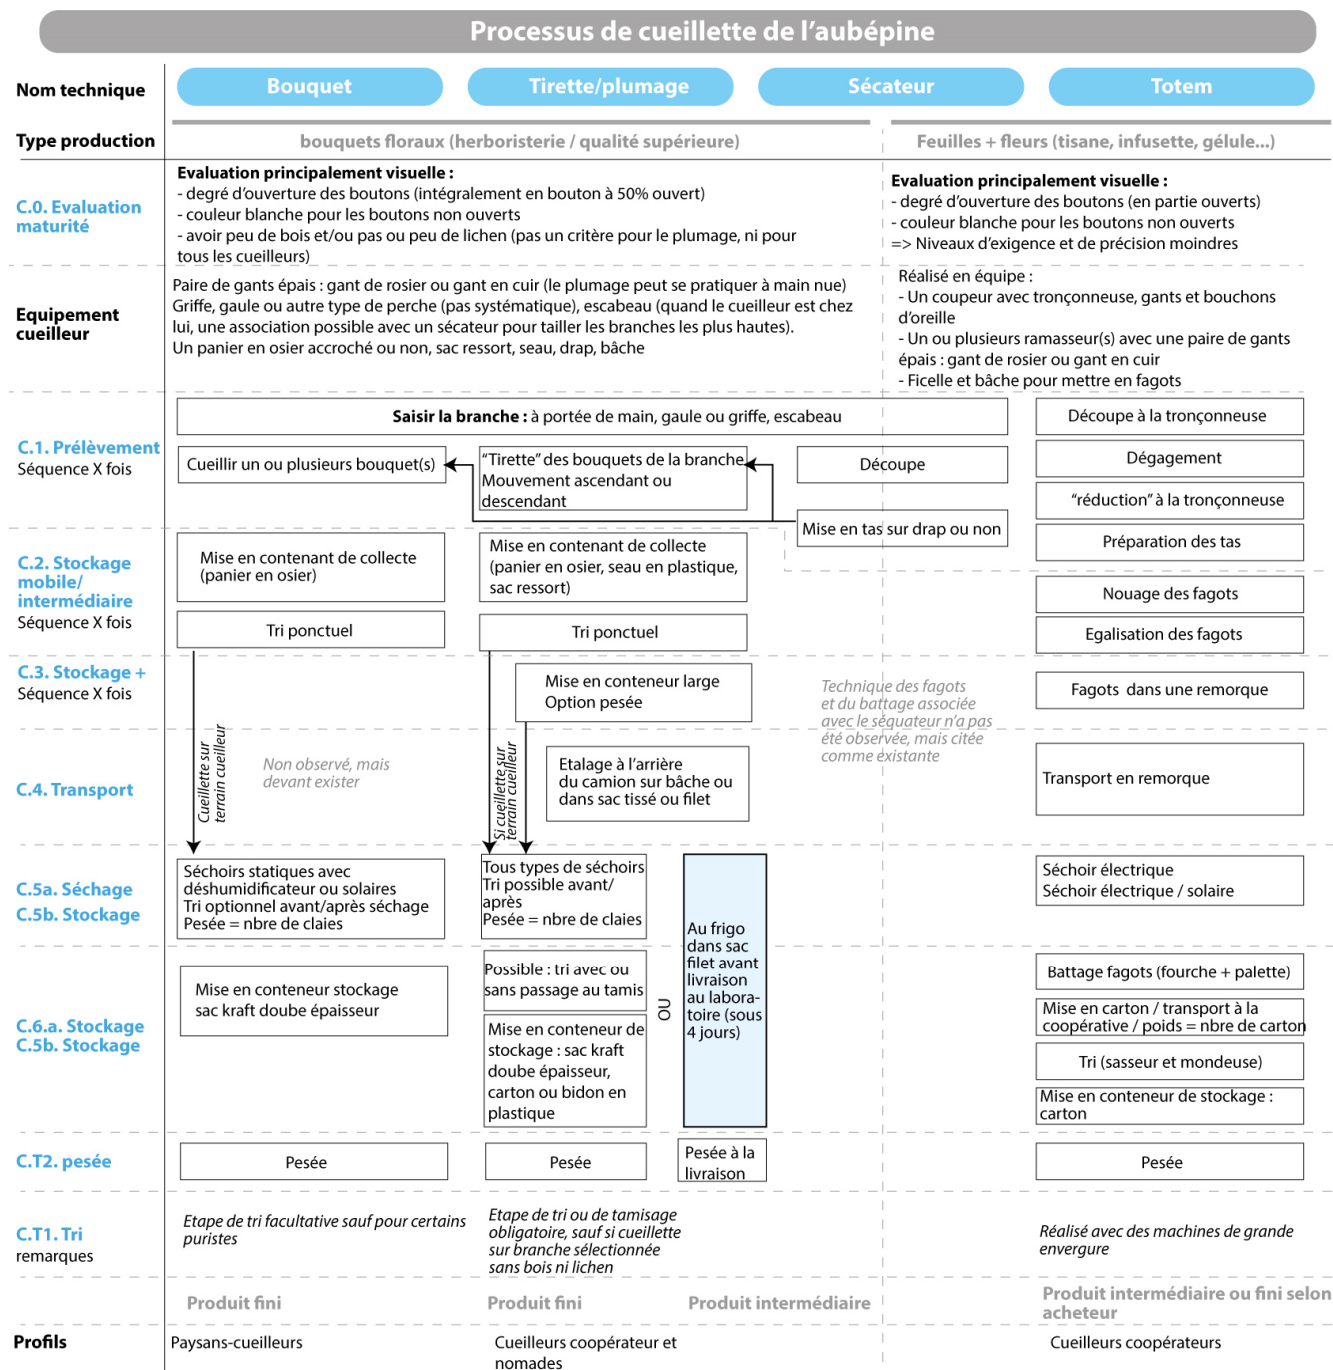 Processus de cueillette de l’aubépine
Nom technique
Bouquet
Tirette/plumage
Sécateur
Totem
Type production
bouquets floraux (herboristerie / qualité supérieure)
Feuilles + fleurs (tisane, infusette, gélule...)
C.0. Evaluation
maturité
Evaluation principalement visuelle :
- degré d’ouverture des boutons (intégralement en bouton à 50% ouvert)
- couleur blanche pour les boutons non ouverts
- avoir peu de bois et/ou pas ou peu de lichen (pas un critère pour le plumage, ni pour
tous les cueilleurs)
Evaluation principalement visuelle :
- degré d’ouverture des boutons (en partie ouverts)
- couleur blanche pour les boutons non ouverts
=> Niveaux d’exigence et de précision moindres
Equipement
cueilleur
Paire de gants épais : gant de rosier ou gant en cuir (le plumage peut se pratiquer à main nue)
Griffe, gaule ou autre type de perche (pas systématique), escabeau (quand le cueilleur est chez
lui, une association possible avec un sécateur pour tailler les branches les plus hautes).
Un panier en osier accroché ou non, sac ressort, seau, drap, bâche
Réalisé en équipe :
- Un coupeur avec tronçonneuse, gants et bouchons
d’oreille
- Un ou plusieurs ramasseur(s) avec une paire de gants
épais : gant de rosier ou gant en cuir
- Ficelle et bâche pour mettre en fagots
C.1. Prélèvement
Séquence X fois
Saisir la branche : à portée de main, gaule ou griffe, escabeau
Cueillir un ou plusieurs bouquet(s)
“Tirette” des bouquets de la branche
Mouvement ascendant ou
descendant
Découpe
Mise en tas sur drap ou non
Découpe à la tronçonneuse
Dégagement
“réduction” à la tronçonneuse
Préparation des tas
C.2. Stockage
mobile/
intermédiaire
Séquence X fois
Mise en contenant de collecte
(panier en osier)
Tri ponctuel
Mise en contenant de collecte
(panier en osier, seau en plastique,
sac ressort)
Tri ponctuel
Nouage des fagots
Egalisation des fagots
C.3. Stockage +
Séquence X fois
Mise en conteneur large
Option pesée
Technique des fagots
et du battage associée
avec le séquateur n’a pas
été observée, mais citée
comme existante
Fagots dans une remorque
C.4. Transport
Cueillette sur
terrain cueilleur
Non observé, mais
devant exister
Si cueillette sur
terrain cueilleur
Etalage à l’arrière
du camion sur bâche ou
dans sac tissé ou filet
Transport en remorque
C.5a. Séchage
C.5b. Stockage
Séchoirs statiques avec
déshumidificateur ou solaires
Tri optionnel avant/après séchage
Pesée = nbre de claies
Tous types de séchoirs
Tri possible avant/
après
Pesée = nbre de claies
Au frigo
dans sac
filet avant
livraison
au labora-
toire (sous
4 jours)
Séchoir électrique
Séchoir électrique / solaire
C.6.a. Stockage
C.5b. Stockage
Mise en conteneur stockage
sac kraft doube épaisseur
Possible : tri avec ou
sans passage au tamis
Mise en conteneur de
stockage : sac kraft
doube épaisseur,
carton ou bidon en
plastique
OU
Battage fagots (fourche + palette)
Mise en carton / transport à la
coopérative / poids = nbre de carton
Tri (sasseur et mondeuse)
Mise en conteneur de stockage :
carton
C.T2. pesée
Pesée
Pesée
Pesée à la
livraison
Pesée
C.T1. Tri
remarques
Etape de tri facultative sauf pour certains
puristes
Etape de tri ou de tamisage
obligatoire, sauf si cueillette
sur branche sélectionnée
sans bois ni lichen
Réalisé avec des machines de grande
envergure
Produit fini
Produit fini
Produit intermédiaire
Produit intermédiaire ou fini selon
acheteur
Profils
Paysans-cueilleurs
Cueilleurs coopérateur et
nomades
Cueilleurs coopérateurs